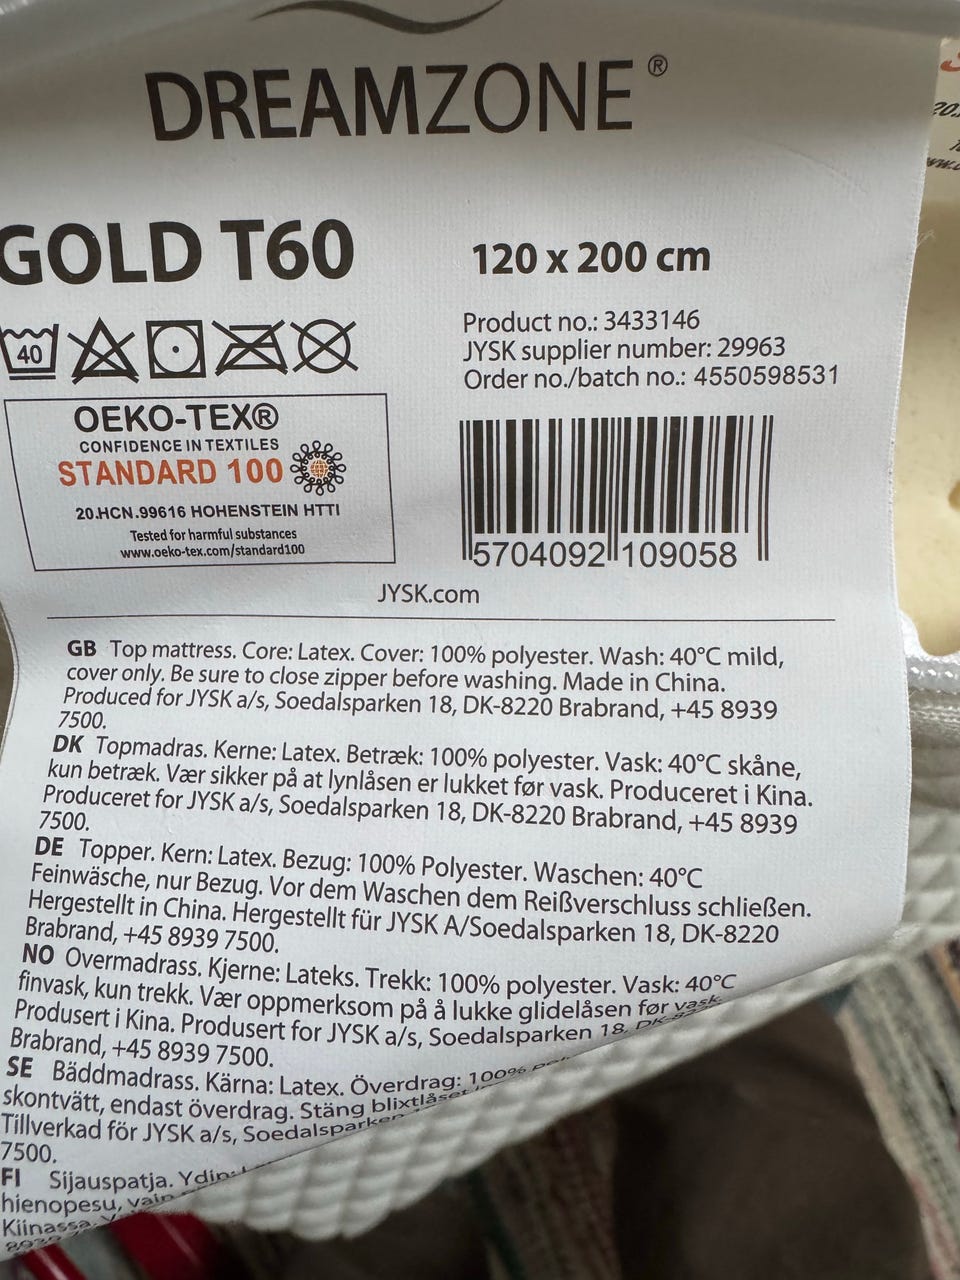 DREAMZONE®
GOLD T60
120 x 200 cm
40
Product no.: 3433146
JYSK supplier number: 29963
Order no./batch no.: 4550598531
OEKO-TEX®
CONFIDENCE IN TEXTILES
STANDARD 100
20.HCN.99616 HOHENSTEIN HTTI
Tested for harmful substances
www.oeko-tex.com/standard100
5704092 109058
JYSK.com
GB Top mattress. Core: Latex. Cover: 100% polyester. Wash: 40°C mild,
cover only. Be sure to close zipper before washing. Made in China.
Produced for JYSK a/s, Soedalsparken 18, DK-8220 Brabrand, +45 8939
7500.
DK Topmadras. Kerne: Latex. Betræk: 100% polyester. Vask: 40°C skåne,
kun betræk. Vær sikker på at lynlåsen er lukket før vask. Produceret i Kina.
Produceret for JYSK a/s, Soedalsparken 18, DK-8220 Brabrand, +45 8939
7500.
DE Topper. Kern: Latex. Bezug: 100% Polyester. Waschen: 40°C
Feinwäsche, nur Bezug. Vor dem Waschen dem Reißverschluss schließen.
Hergestellt in China. Hergestellt für JYSK A/Soedalsparken 18, DK-8220
Brabrand, +45 8939 7500.
NO Overmadrass. Kjerne: Lateks. Trekk: 100% polyester. Vask: 40°C
finvask, kun trekk. Vær oppmerksom på å lukke glidelåsen før vask.
Produsert i Kina. Produsert for JYSK a/s, Soedalsparken 18, DK-
Brabrand, +45 8939 7500.
SE Bäddmadrass. Kärna: Latex. Överdrag: 100%
skontvätt, endast överdrag. Stäng
Tillverkad för JYSK a/s, Soedalsparken
7500.
FI Sijauspatja.
hienopesu, vain
Kiinassa.